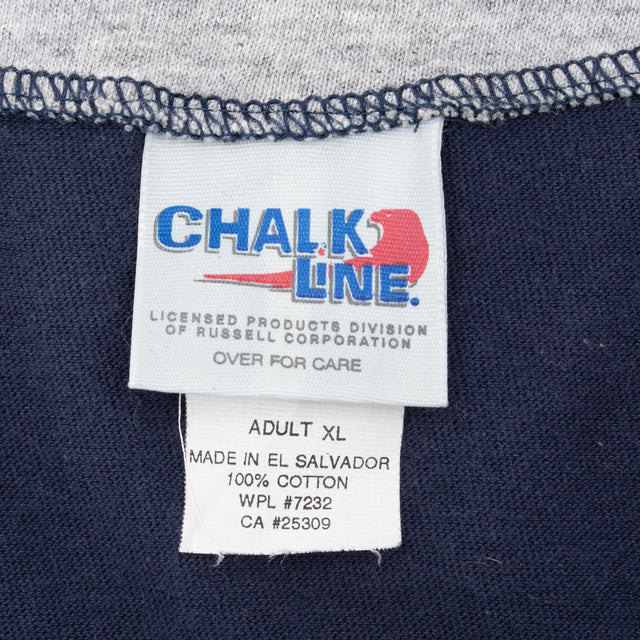 CHALK
LINE.
LICENSED PRODUCTS DIVISION
OF RUSSELL CORPORATION
OVER FOR CARE
ADULT XL
MADE IN EL SALVADOR
100% COTTON
WPL #7232
CA #25309